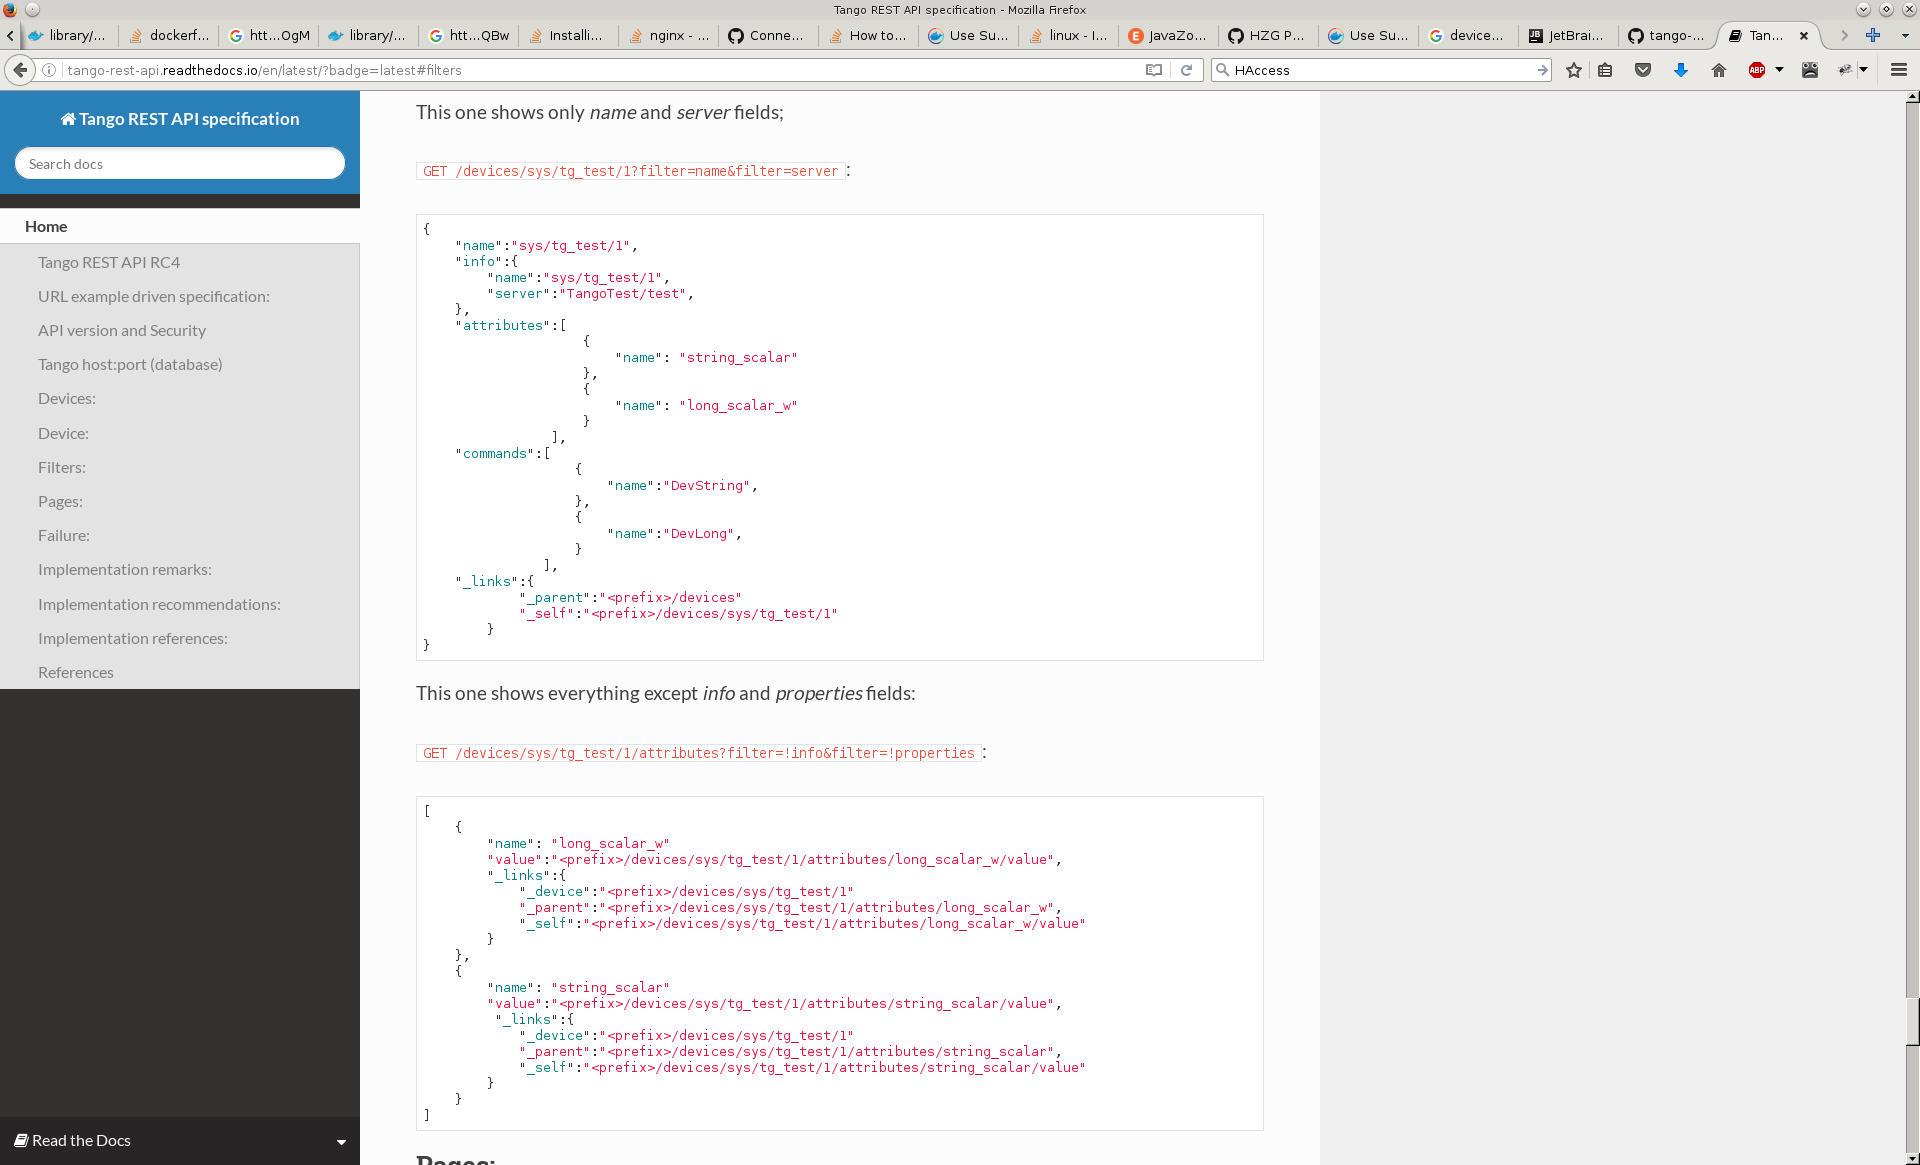 Tango REST API specification - Mozilla Firefox
library/... dockerf... htt...OgM library/... htt...QBw Installi... nginx - ... Conne... How to... Use Su... linux - I... JavaZo... HZG P... Use Su... device... JetBrai... tango-... Tan...
tango-rest-api.readthedocs.io/en/latest/?badge=latest#filters HAccess ABP
Tango REST API specification
Search docs
Home
Tango REST API RC4
URL example driven specification:
API version and Security
Tango host:port (database)
Devices:
Device:
Filters:
Pages:
Failure:
Implementation remarks:
Implementation recommendations:
Implementation references:
References
Read the Docs
This one shows only name and server fields;
GET /devices/sys/tg_test/1?filter=name&filter=server :
{
"name":"sys/tg_test/1",
"info":{
"name":"sys/tg_test/1",
"server":"TangoTest/test",
},
"attributes":[
{
"name": "string_scalar"
},
{
"name": "long_scalar_w"
}
],
"commands":[
{
"name":"DevString",
},
{
"name":"DevLong",
}
],
"_links":{
"_parent":"<prefix>/devices"
"_self":"<prefix>/devices/sys/tg_test/1"
}
}
This one shows everything except info and properties fields:
GET /devices/sys/tg_test/1/attributes?filter=!info&filter=!properties :
[
{
"name": "long_scalar_w"
"value":"<prefix>/devices/sys/tg_test/1/attributes/long_scalar_w/value",
"_links":{
"_device":"<prefix>/devices/sys/tg_test/1"
"_parent":"<prefix>/devices/sys/tg_test/1/attributes/long_scalar_w",
"_self":"<prefix>/devices/sys/tg_test/1/attributes/long_scalar_w/value"
}
},
{
"name": "string_scalar"
"value":"<prefix>/devices/sys/tg_test/1/attributes/string_scalar/value",
"_links":{
"_device":"<prefix>/devices/sys/tg_test/1"
"_parent":"<prefix>/devices/sys/tg_test/1/attributes/string_scalar",
"_self":"<prefix>/devices/sys/tg_test/1/attributes/string_scalar/value"
}
}
]
Pages: